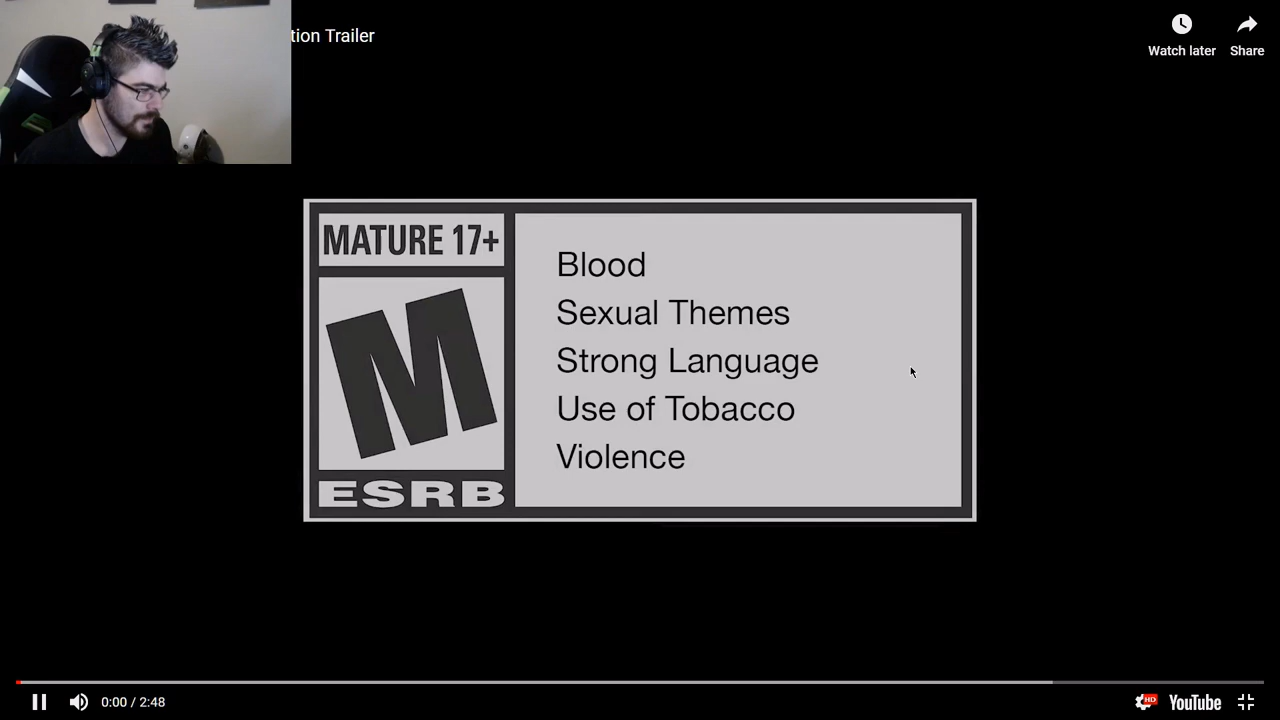 tion Trailer
Watch later
Share
MATURE 17+
M
ESRB
Blood
Sexual Themes
Strong Language
Use of Tobacco
Violence
0:00 / 2:48
HD
YouTube